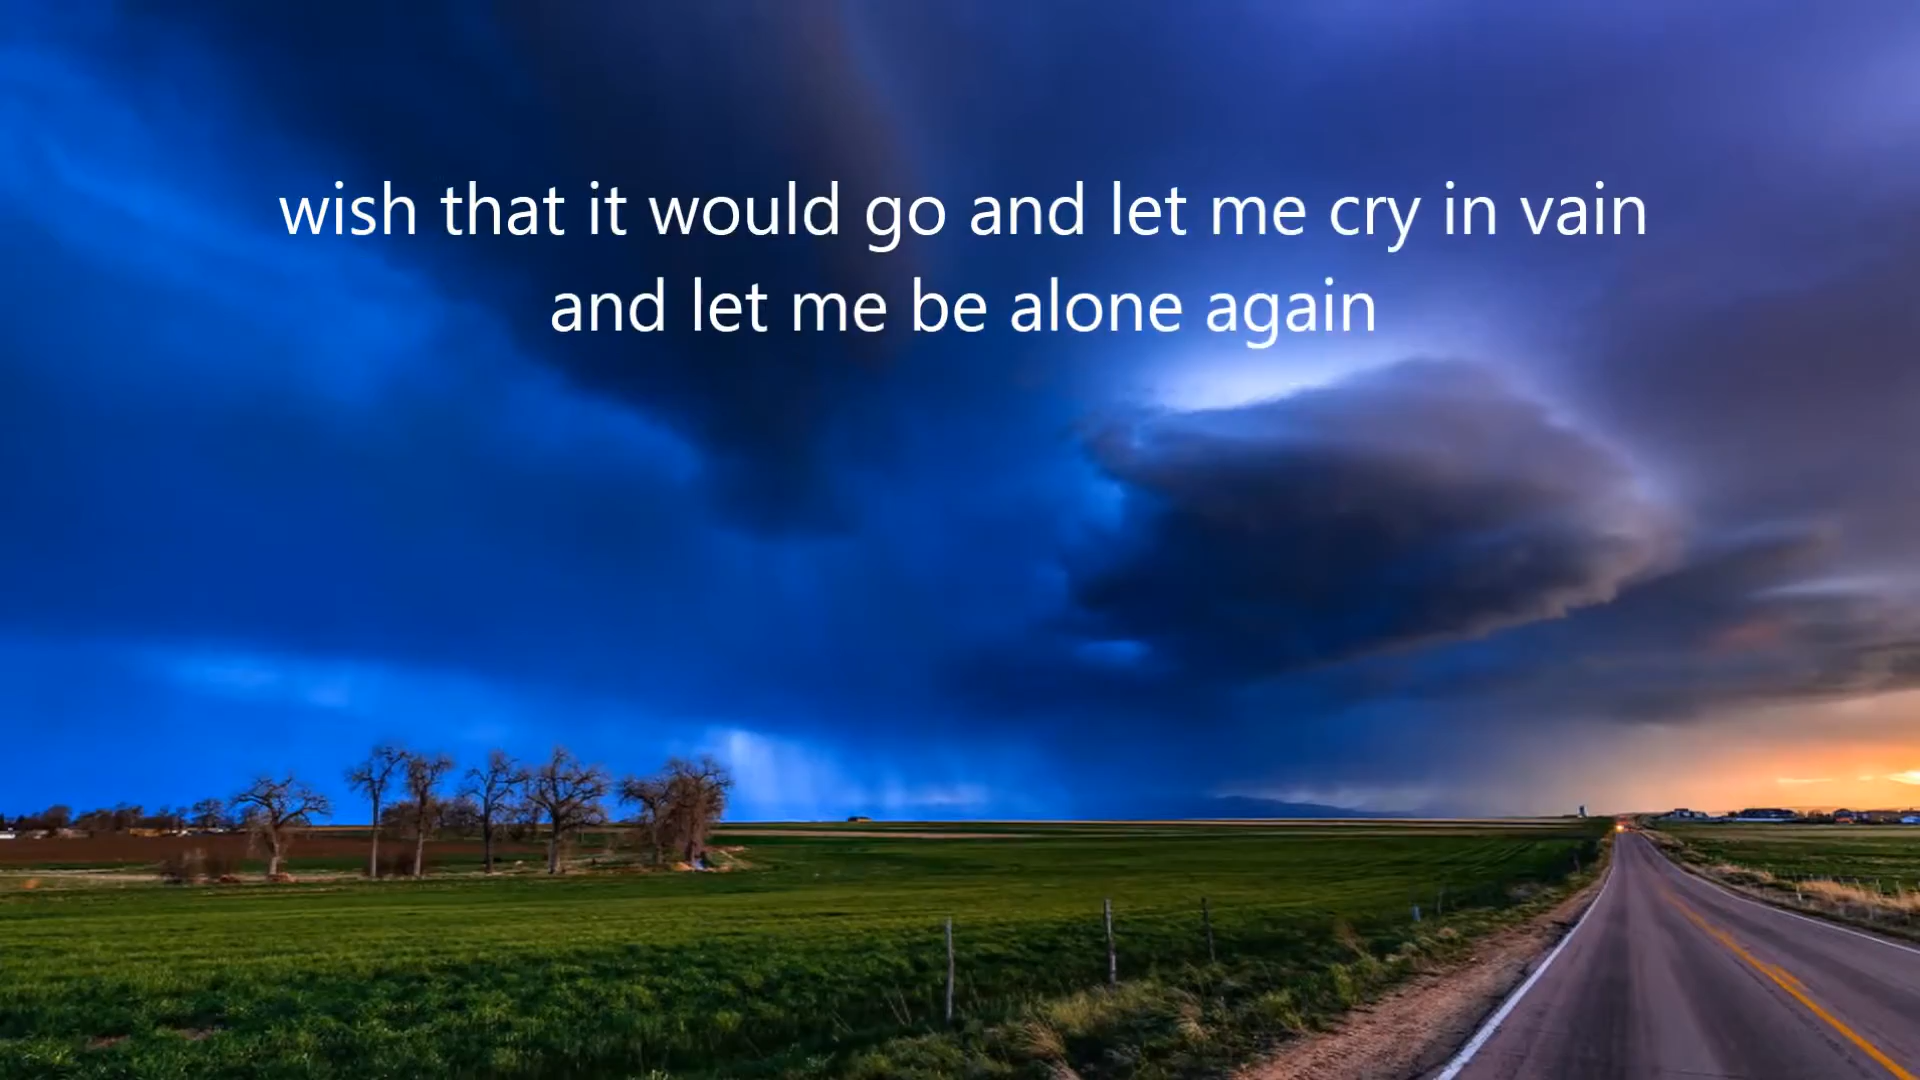 wish that it would go and let me cry in vain
and let me be alone again